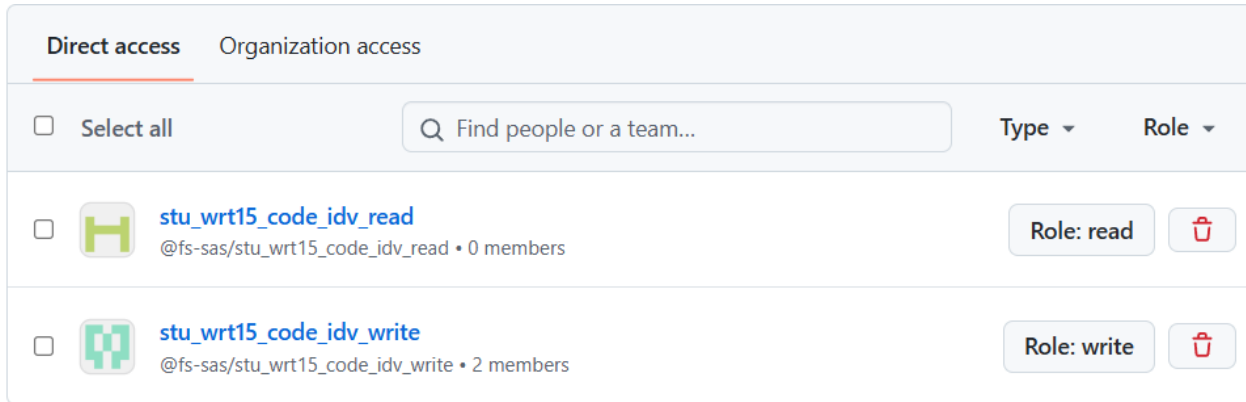 Direct access Organization access
Select all Find people or a team... Type Role
stu_wrt15_code_idv_read Role: read
@fs-sas/stu_wrt15_code_idv_read • 0 members
stu_wrt15_code_idv_write Role: write
@fs-sas/stu_wrt15_code_idv_write • 2 members